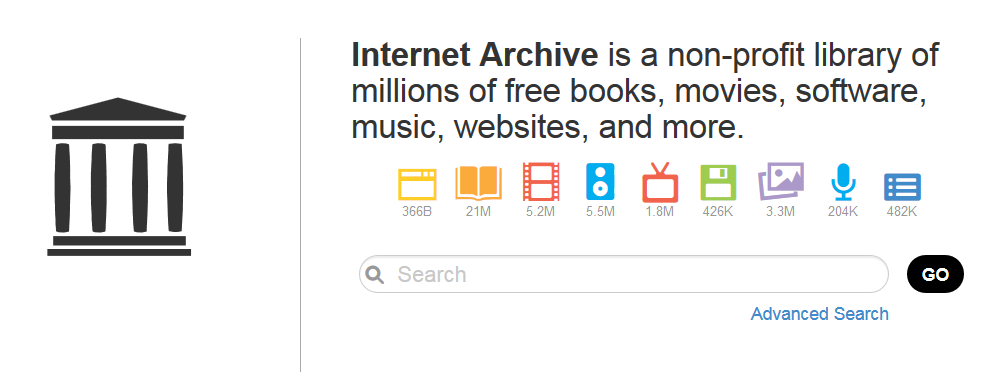 Internet Archive is a non-profit library of
millions of free books, movies, software,
music, websites, and more.
366B 21M 5.2M 5.5M 1.8M 426K 3.3M 204K 482K
Search GO
Advanced Search